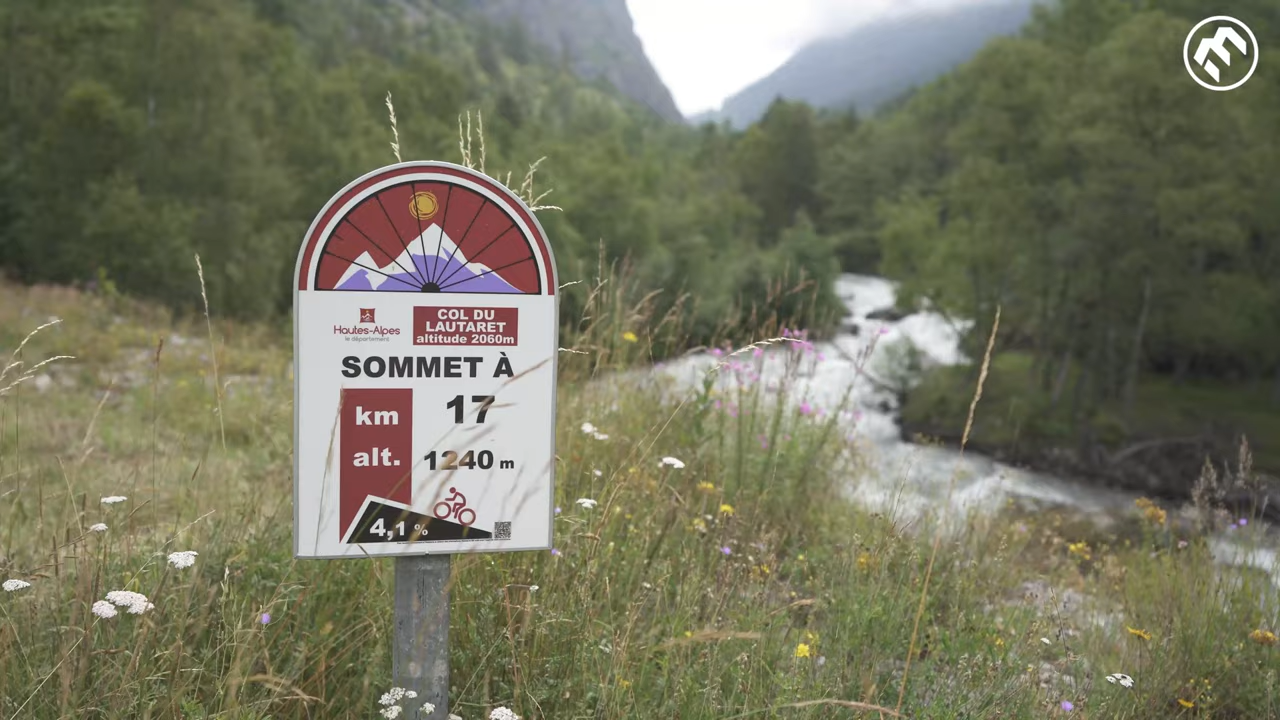 Hautes-Alpes
le département
COL DU
LAUTARET
altitude 2060m
SOMMET À
km 17
alt. 1240 m
4,1 %